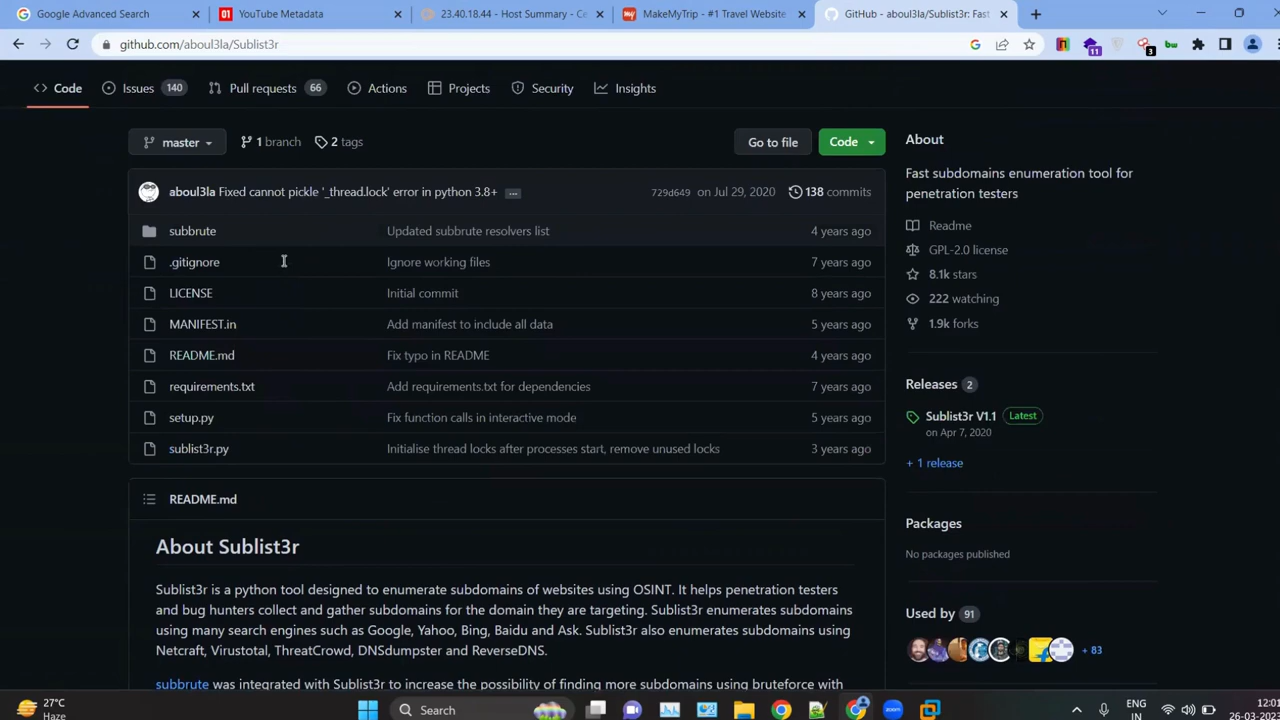 Google Advanced Search
YouTube Metadata
23.40.18.44 - Host Summary - Ce
MakeMyTrip - #1 Travel Website
GitHub - aboul3la/Sublist3r: Fast
github.com/aboul3la/Sublist3r
11
3
bw
Code
Issues 140
Pull requests 66
Actions
Projects
Security
Insights
master
1 branch
2 tags
Go to file
Code
aboul3la Fixed cannot pickle '_thread.lock' error in python 3.8+ ...
729d649 on Jul 29, 2020
138 commits
subbrute Updated subbrute resolvers list 4 years ago
.gitignore Ignore working files 7 years ago
LICENSE Initial commit 8 years ago
MANIFEST.in Add manifest to include all data 5 years ago
README.md Fix typo in README 4 years ago
requirements.txt Add requirements.txt for dependencies 7 years ago
setup.py Fix function calls in interactive mode 5 years ago
sublist3r.py Initialise thread locks after processes start, remove unused locks 3 years ago
README.md
About Sublist3r
Sublist3r is a python tool designed to enumerate subdomains of websites using OSINT. It helps penetration testers
and bug hunters collect and gather subdomains for the domain they are targeting. Sublist3r enumerates subdomains
using many search engines such as Google, Yahoo, Bing, Baidu and Ask. Sublist3r also enumerates subdomains using
Netcraft, Virustotal, ThreatCrowd, DNSdumpster and ReverseDNS.
subbrute was integrated with Sublist3r to increase the possibility of finding more subdomains using bruteforce with
About
Fast subdomains enumeration tool for
penetration testers
Readme
GPL-2.0 license
8.1k stars
222 watching
1.9k forks
Releases 2
Sublist3r V1.1 Latest
on Apr 7, 2020
+ 1 release
Packages
No packages published
Used by 91
+ 83
27°C
Haze
Search
zoom
ENG
IN
12:01
26-03-2023